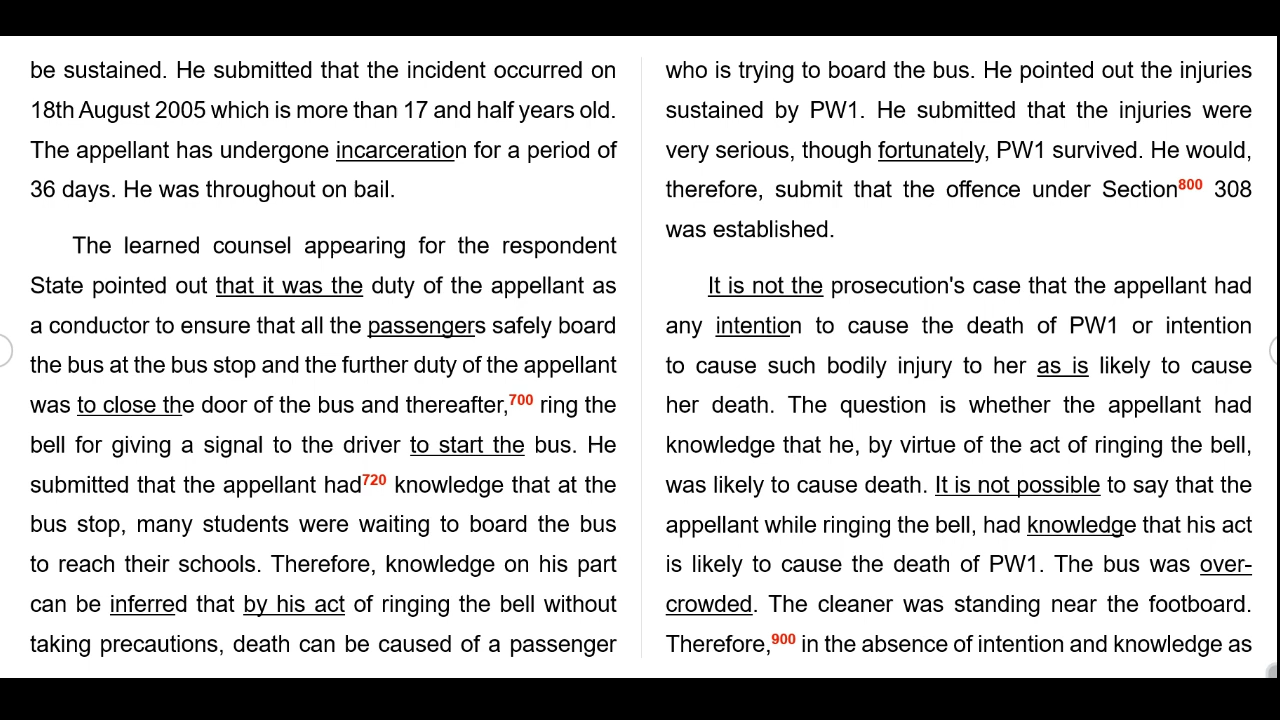 be sustained. He submitted that the incident occurred on
18th August 2005 which is more than 17 and half years old.
The appellant has undergone incarceration for a period of
36 days. He was throughout on bail.
The learned counsel appearing for the respondent
State pointed out that it was the duty of the appellant as
a conductor to ensure that all the passengers safely board
the bus at the bus stop and the further duty of the appellant
was to close the door of the bus and thereafter,700 ring the
bell for giving a signal to the driver to start the bus. He
submitted that the appellant had720 knowledge that at the
bus stop, many students were waiting to board the bus
to reach their schools. Therefore, knowledge on his part
can be inferred that by his act of ringing the bell without
taking precautions, death can be caused of a passenger
who is trying to board the bus. He pointed out the injuries
sustained by PW1. He submitted that the injuries were
very serious, though fortunately, PW1 survived. He would,
therefore, submit that the offence under Section800 308
was established.
It is not the prosecution's case that the appellant had
any intention to cause the death of PW1 or intention
to cause such bodily injury to her as is likely to cause
her death. The question is whether the appellant had
knowledge that he, by virtue of the act of ringing the bell,
was likely to cause death. It is not possible to say that the
appellant while ringing the bell, had knowledge that his act
is likely to cause the death of PW1. The bus was over-
crowded. The cleaner was standing near the footboard.
Therefore,900 in the absence of intention and knowledge as